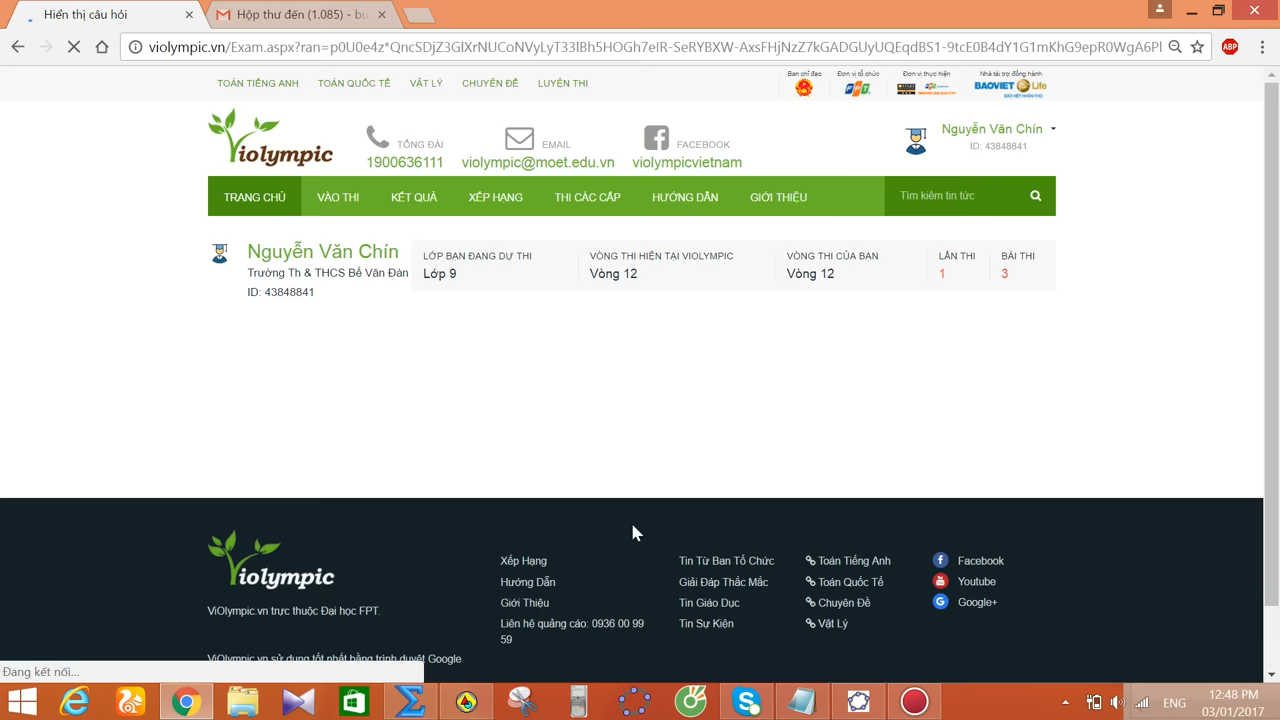 Hiển thị câu hỏi
Hộp thư đến (1.085) - bu
violympic.vn/Exam.aspx?ran=
ABP
TOÁN TIẾNG ANH
TOÁN QUỐC TẾ
VẬT LÝ
CHUYÊN ĐỀ
LUYỆN THI
Ban chỉ đạo
Đơn vị tổ chức
Đơn vị thực hiện
Nhà tài trợ đồng hành
FPT
BAOVIET Life
Violympic
TỔNG ĐÀI
1900636111
EMAIL
violympic@moet.edu.vn
FACEBOOK
violympicvietnam
Nguyễn Văn Chín
ID: 43848841
TRANG CHỦ
VÀO THI
KẾT QUẢ
XẾP HẠNG
THI CÁC CẤP
HƯỚNG DẪN
GIỚI THIỆU
Tìm kiếm tin tức
Nguyễn Văn Chín
Trường Th & THCS Bế Văn Đàn
ID: 43848841
LỚP BẠN ĐANG DỰ THI
Lớp 9
VÒNG THI HIỆN TẠI VIOLYMPIC
Vòng 12
VÒNG THI CỦA BẠN
Vòng 12
LẦN THI
1
BÀI THI
3
Violympic
ViOlympic.vn trực thuộc Đại học FPT.
ViOlympic.vn sử dụng tốt nhất bằng trình duyệt Google
Xếp Hạng
Hướng Dẫn
Giới Thiệu
Liên hệ quảng cáo: 0936 00 99
59
Tin Từ Ban Tổ Chức
Giải Đáp Thắc Mắc
Tin Giáo Dục
Tin Sự Kiện
Toán Tiếng Anh
Toán Quốc Tế
Chuyên Đề
Vật Lý
Facebook
Youtube
Google+
Đang kết nối...
ENG
12:48 PM
03/01/2017